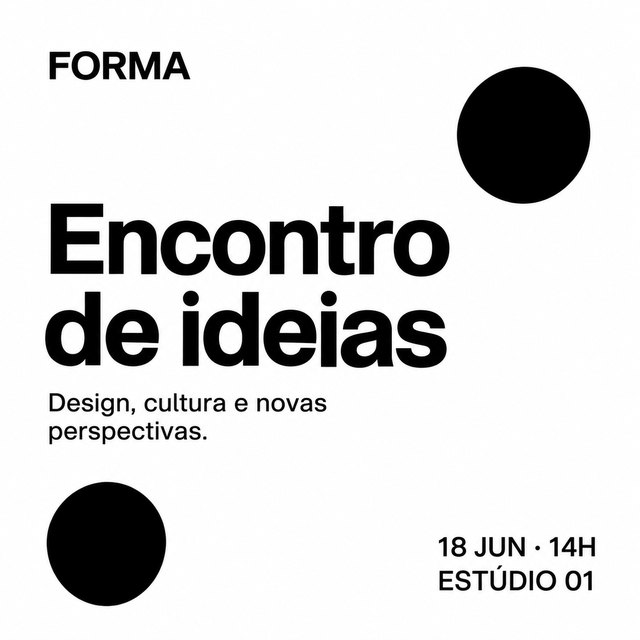 FORMA
Encontro
de ideias
Design, cultura e novas
perspectivas.
18 JUN · 14H
ESTÚDIO 01